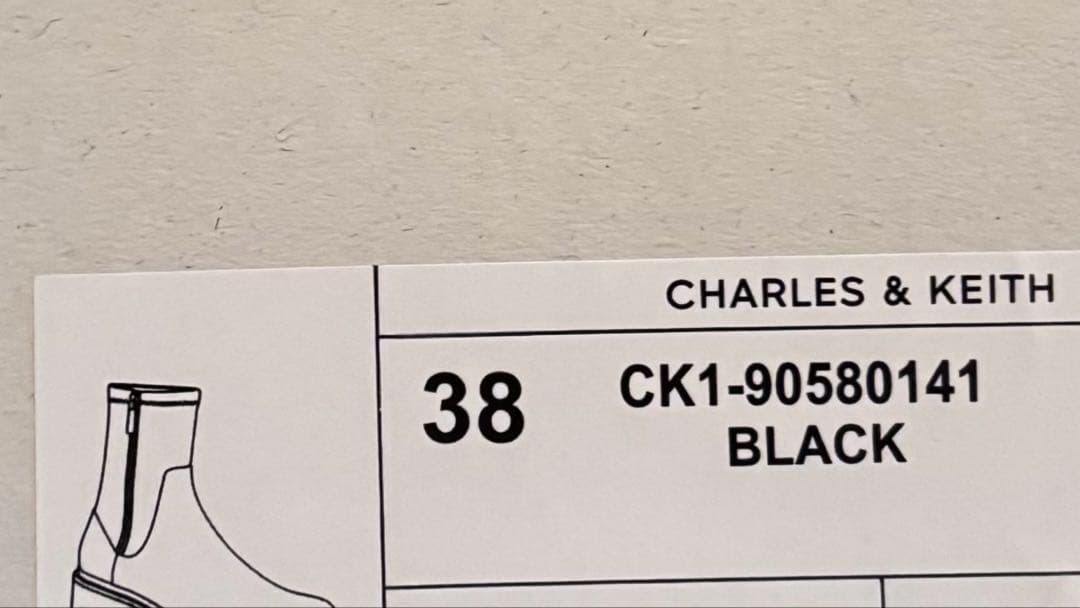 CHARLES & KEITH
38 CK1-90580141
BLACK